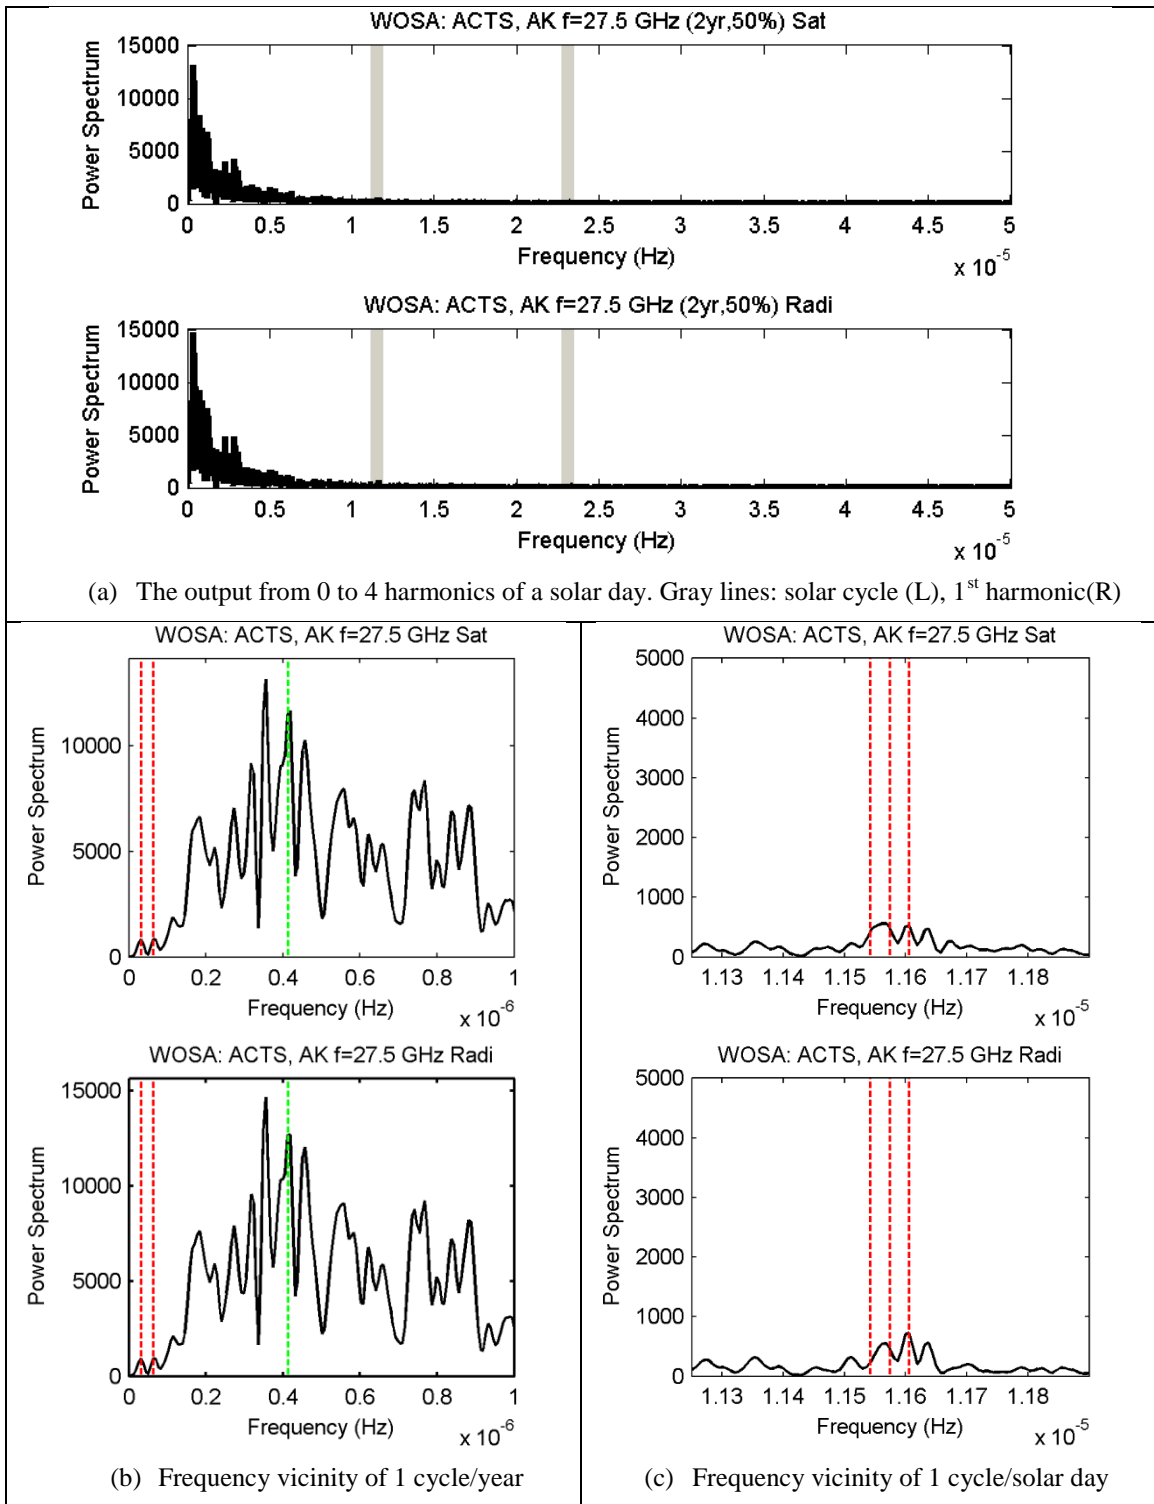 WOSA: ACTS, AK f=27.5 GHz (2yr,50%) Sat
15000
10000
5000
0
Power Spectrum
0 0.5 1 1.5 2 2.5 3 3.5 4 4.5 5
Frequency (Hz)
x 10^-5
WOSA: ACTS, AK f=27.5 GHz (2yr,50%) Radi
15000
10000
5000
0
Power Spectrum
0 0.5 1 1.5 2 2.5 3 3.5 4 4.5 5
Frequency (Hz)
x 10^-5
(a) The output from 0 to 4 harmonics of a solar day. Gray lines: solar cycle (L), 1st harmonic(R)
WOSA: ACTS, AK f=27.5 GHz Sat
10000
5000
0
Power Spectrum
0 0.2 0.4 0.6 0.8 1
Frequency (Hz)
x 10^-6
WOSA: ACTS, AK f=27.5 GHz Radi
15000
10000
5000
0
Power Spectrum
0 0.2 0.4 0.6 0.8 1
Frequency (Hz)
x 10^-6
(b) Frequency vicinity of 1 cycle/year
WOSA: ACTS, AK f=27.5 GHz Sat
5000
4000
3000
2000
1000
0
Power Spectrum
1.13 1.14 1.15 1.16 1.17 1.18
Frequency (Hz)
x 10^-5
WOSA: ACTS, AK f=27.5 GHz Radi
5000
4000
3000
2000
1000
0
Power Spectrum
1.13 1.14 1.15 1.16 1.17 1.18
Frequency (Hz)
x 10^-5
(c) Frequency vicinity of 1 cycle/solar day